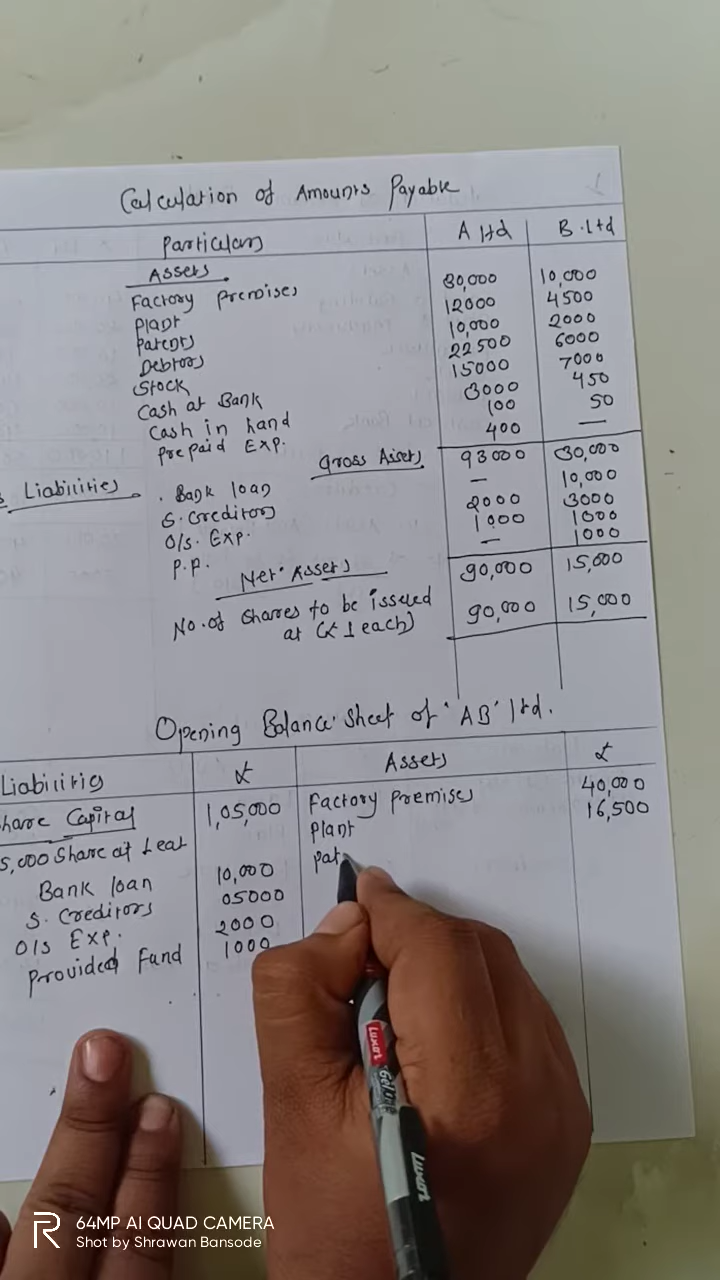 Calculation of Amounts Payable
Particulars A ltd B. ltd
Assets
Factory Premises 30,000 10,000
Plant 12000 4500
Patents 10,000 2000
Debtors 22500 6000
Stock 15000 7000
Cash at Bank 3000 450
Cash in hand 100 50
prepaid Exp. 400 —
Gross Assets 93000 30,000
Liabilities
. Bank loan — 10,000
S. Creditors 2000 3000
O/s. Exp. 1000 1000
P.P. — 1000
Net. Assets 90,000 15,000
No. of Shares to be issued
at (£ 1 each) 90,000 15,000
Opening Balance Sheet of 'AB' ltd.
Liabilities £ Assets £
Share Capital 1,05,000 Factory Premises 40,000
5,000 Share at 1 eat Plant 16,500
Bank loan 10,000 pat
S. Creditors 05000
O/s Exp. 2000
Provided Fund 1000
Luxor
Gel
Luxor
R
64MP AI QUAD CAMERA
Shot by Shrawan Bansode